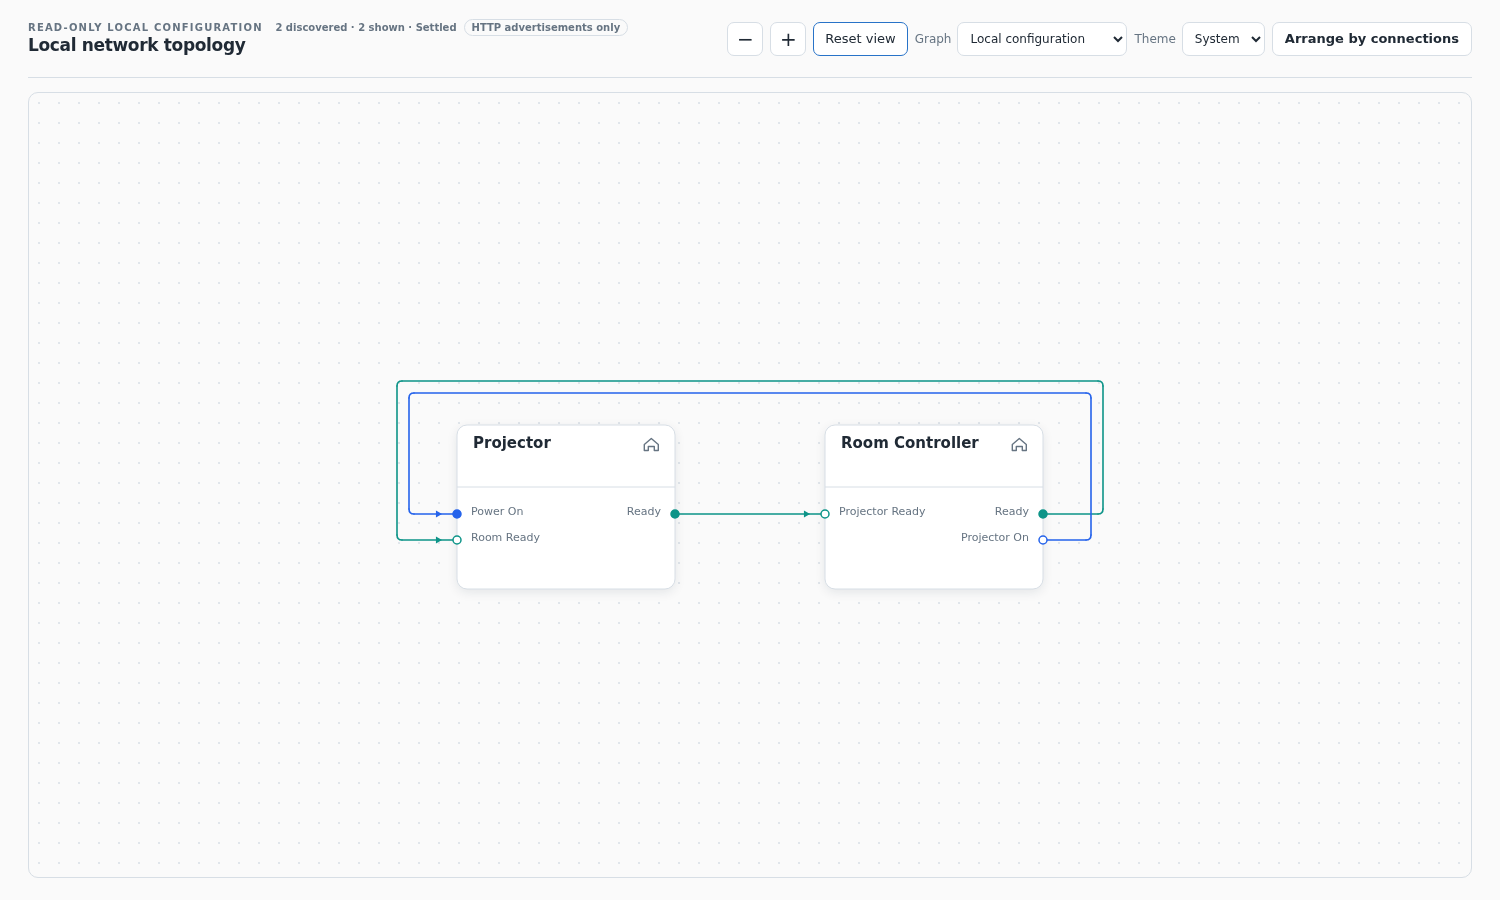 READ-ONLY LOCAL CONFIGURATION 2 discovered · 2 shown · Settled HTTP advertisements only
Local network topology
− + Reset view Graph Local configuration Theme System Arrange by connections
Projector
Power On Ready
Room Ready
Room Controller
Projector Ready Ready
Projector On